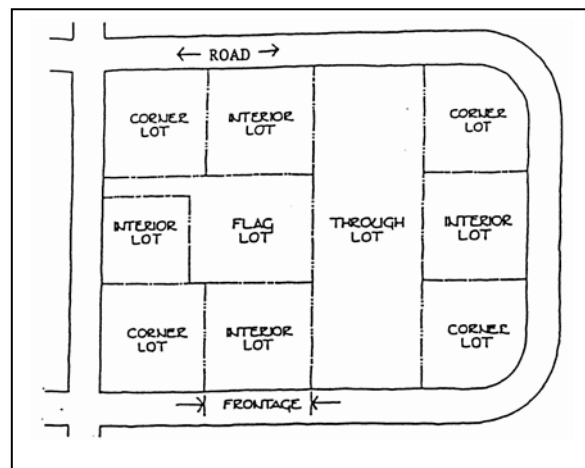 ← ROAD →
CORNER
LOT
INTERIOR
LOT
CORNER
LOT
INTERIOR
LOT
FLAG
LOT
THROUGH
LOT
INTERIOR
LOT
CORNER
LOT
INTERIOR
LOT
CORNER
LOT
FRONTAGE